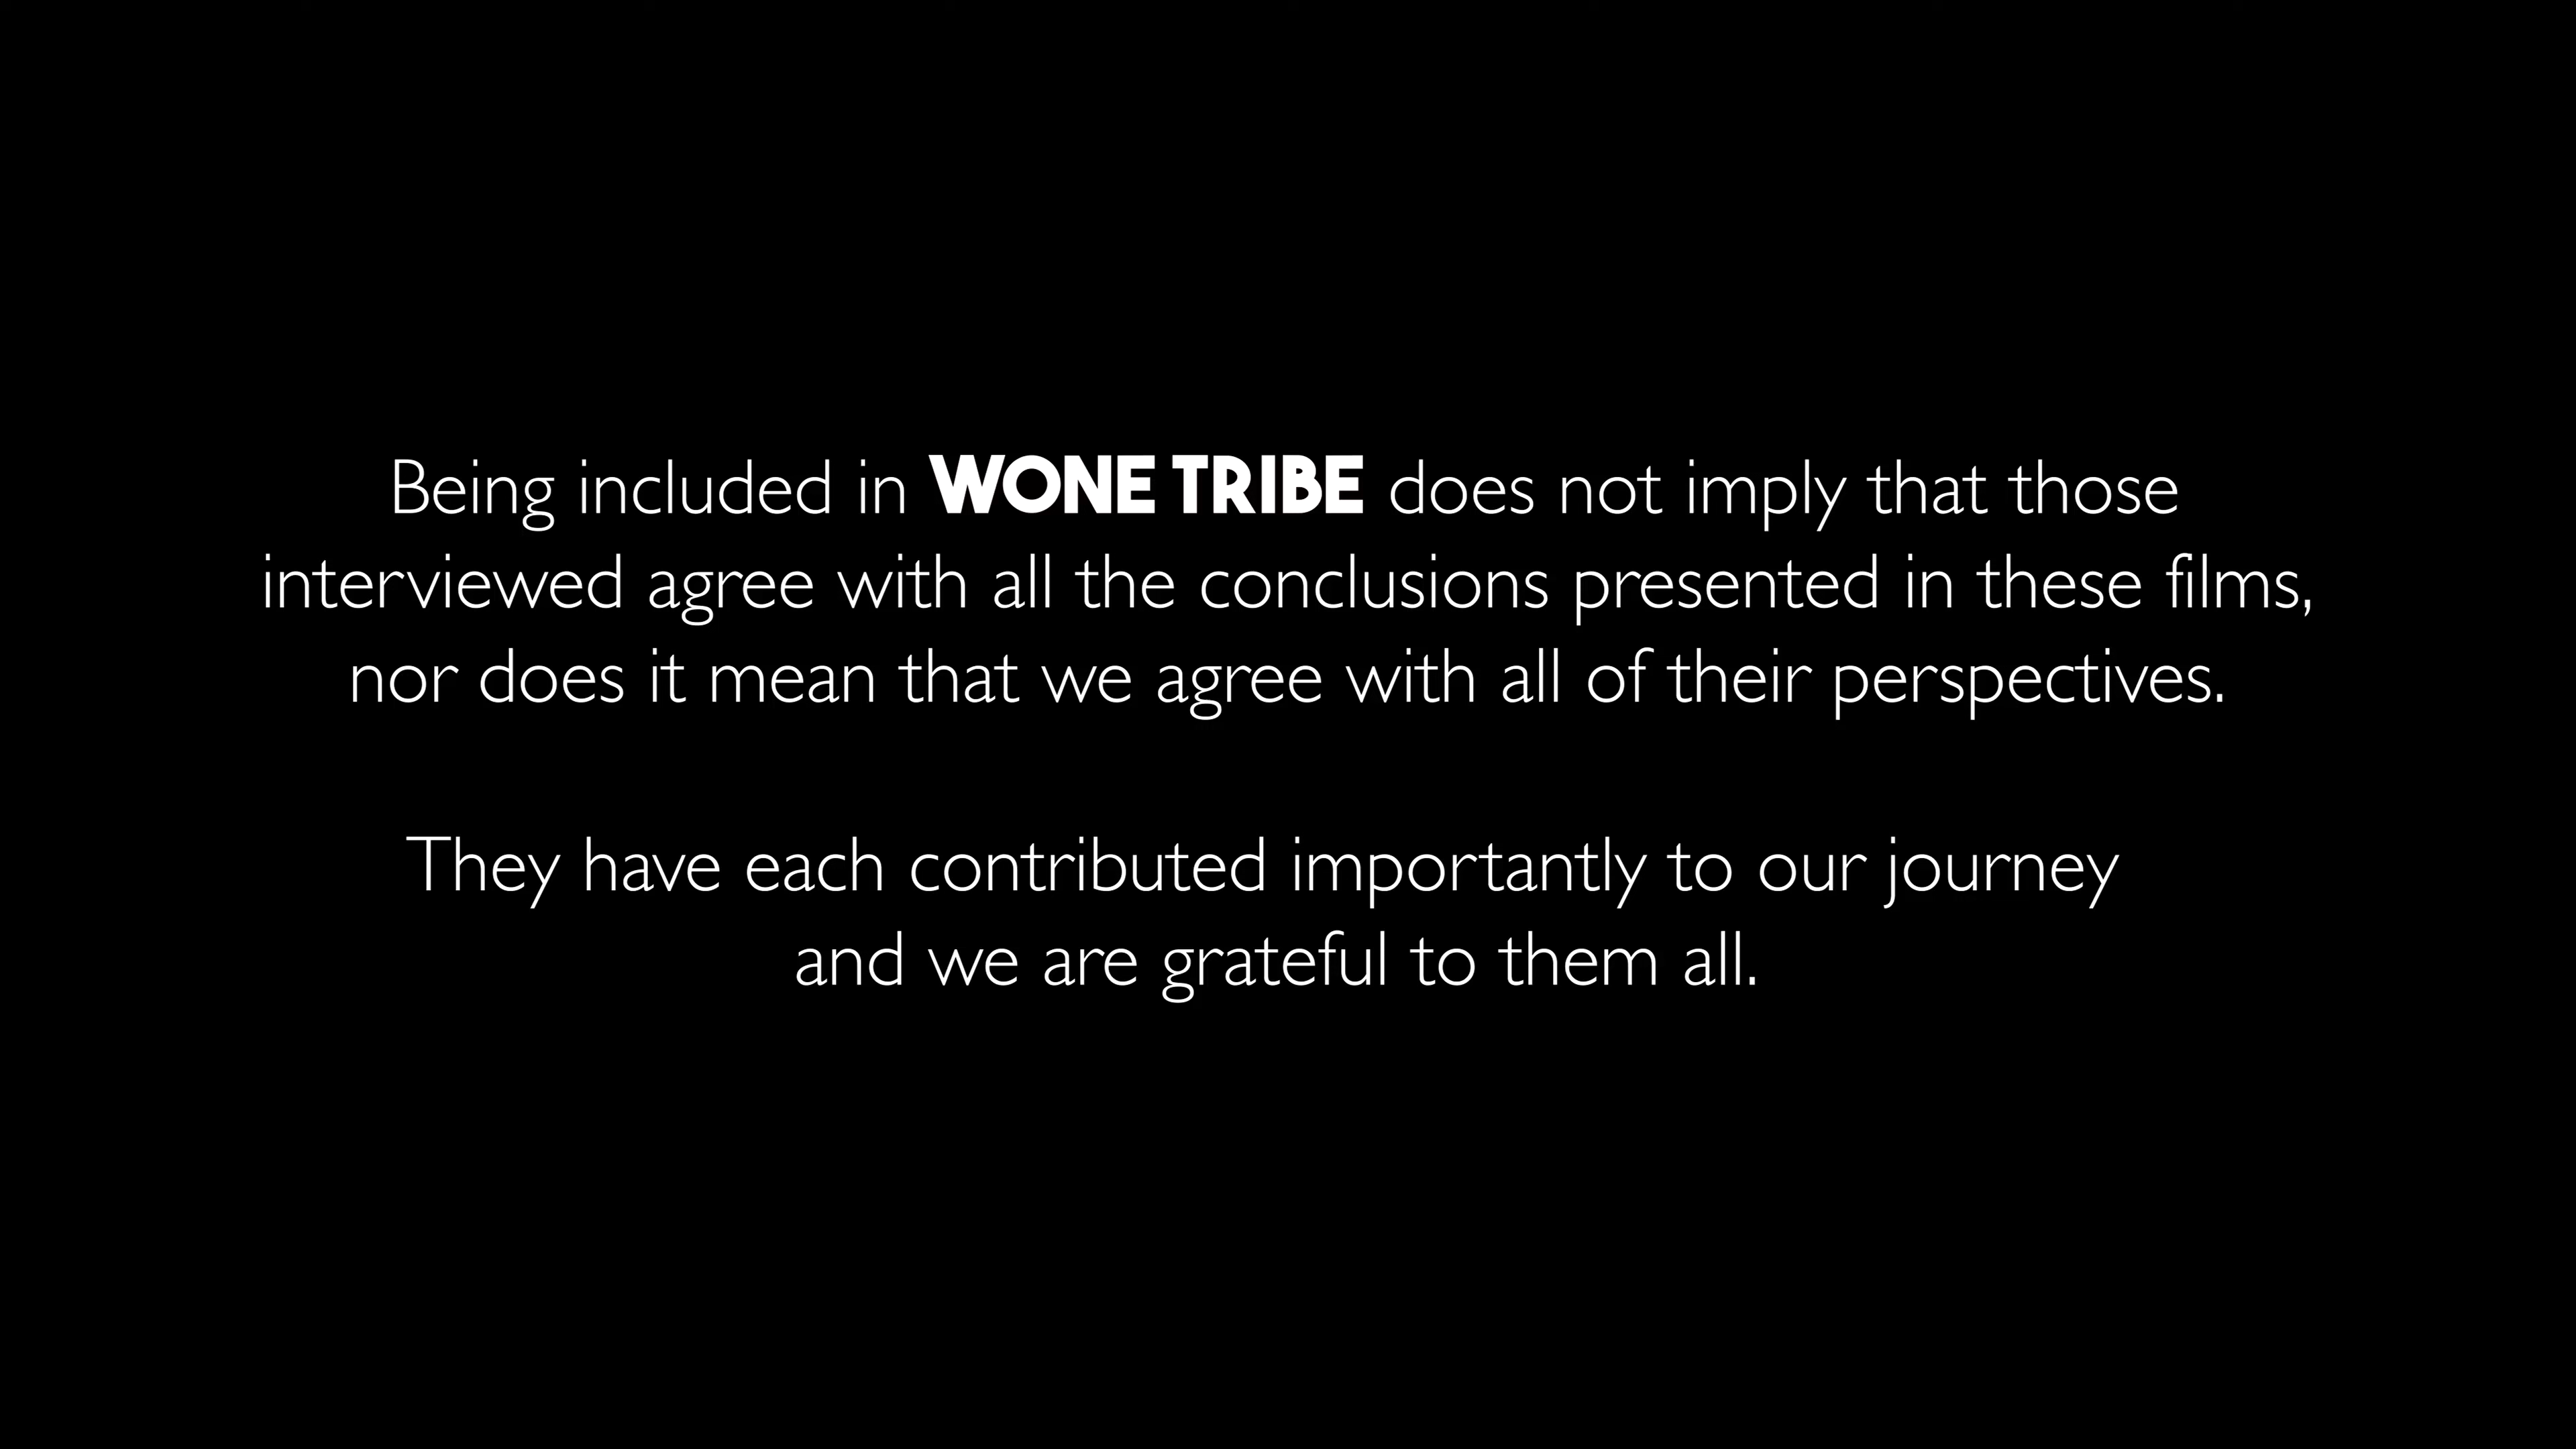 Being included in WONE TRIBE does not imply that those
interviewed agree with all the conclusions presented in these films,
nor does it mean that we agree with all of their perspectives.
They have each contributed importantly to our journey
and we are grateful to them all.